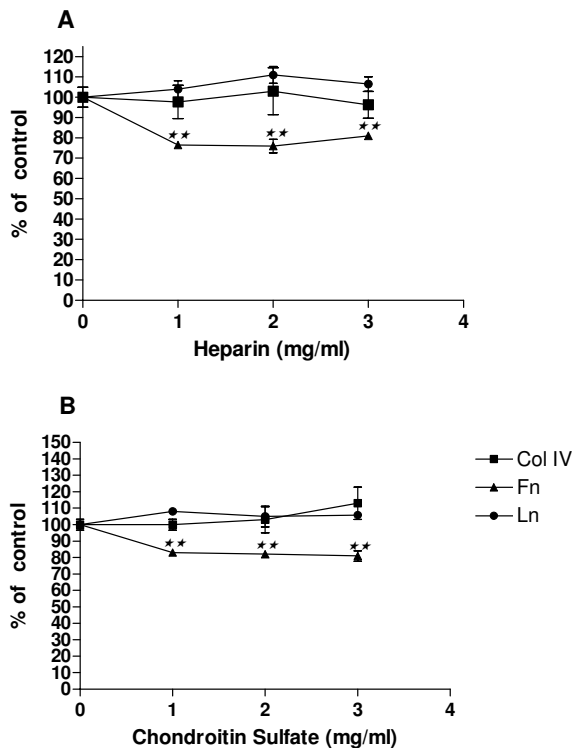 A
120
110
100
90
80
70
60
50
40
30
20
10
0
% of control
★★ ★★ ★★
0 1 2 3 4
Heparin (mg/ml)
B
150
140
130
120
110
100
90
80
70
60
50
40
30
20
10
0
% of control
★★ ★★ ★★
0 1 2 3 4
Chondroitin Sulfate (mg/ml)
Col IV
Fn
Ln